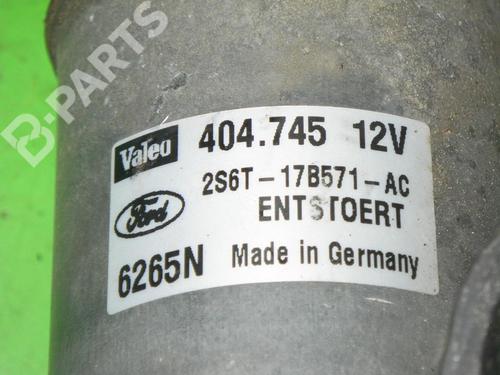 B-PARTS
Valeo 404.745 12V
2S6T-17B571-AC
Ford ENTSTOERT
6265N Made in Germany